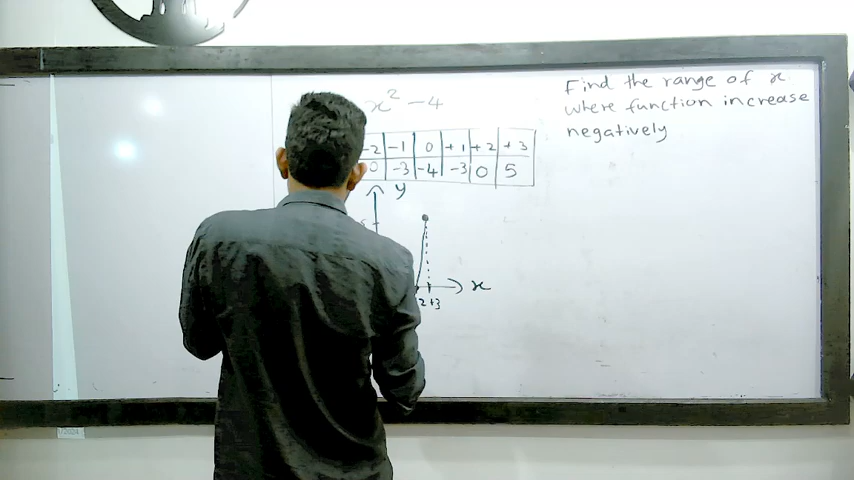 x² - 4
Find the range of x
where function increase
negatively
-2 -1 0 +1 +2 +3
0 -3 -4 -3 0 5
y
x
2 +3